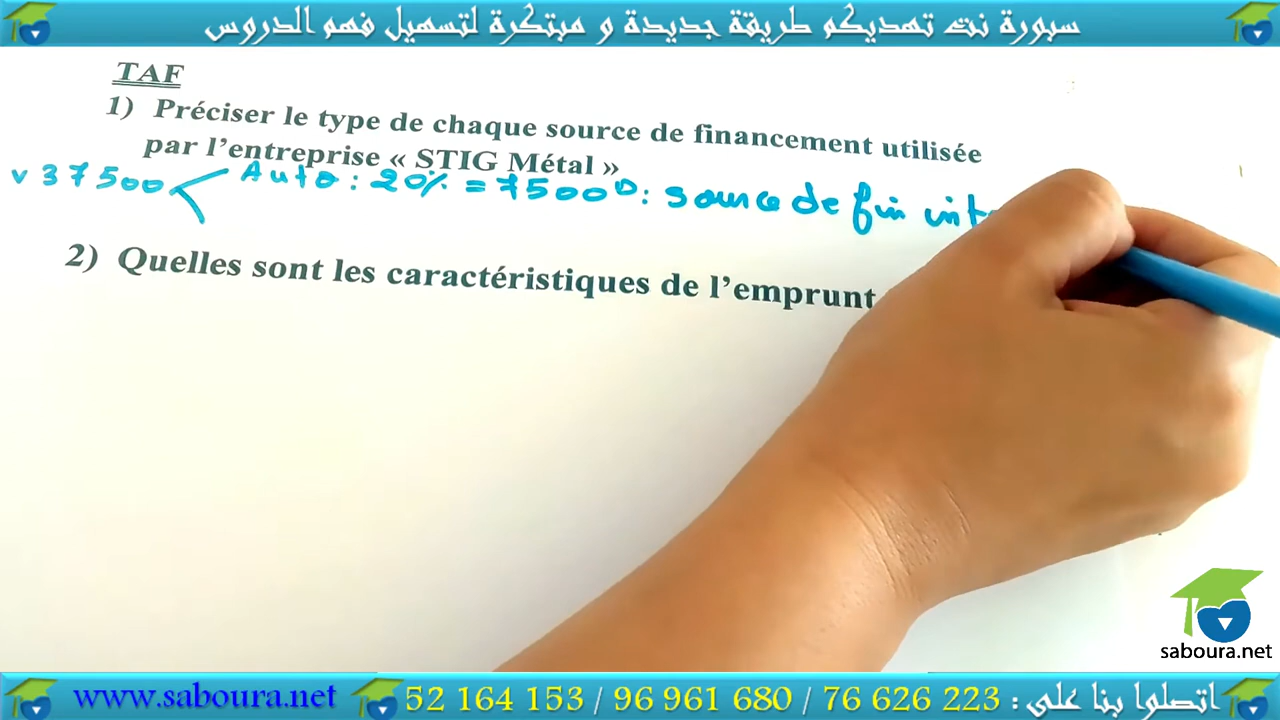 سبورة نت تهديكم طريقة جديدة و مبتكرة لتسهيل فهم الدروس
TAF
1) Préciser le type de chaque source de financement utilisée
par l'entreprise « STIG Métal »
v 37500 Auto : 20% = 7500D : source de fin int
2) Quelles sont les caractéristiques de l'emprunt
saboura.net
www.saboura.net 52 164 153 / 96 961 680 / 76 626 223 : اتصلوا بنا على